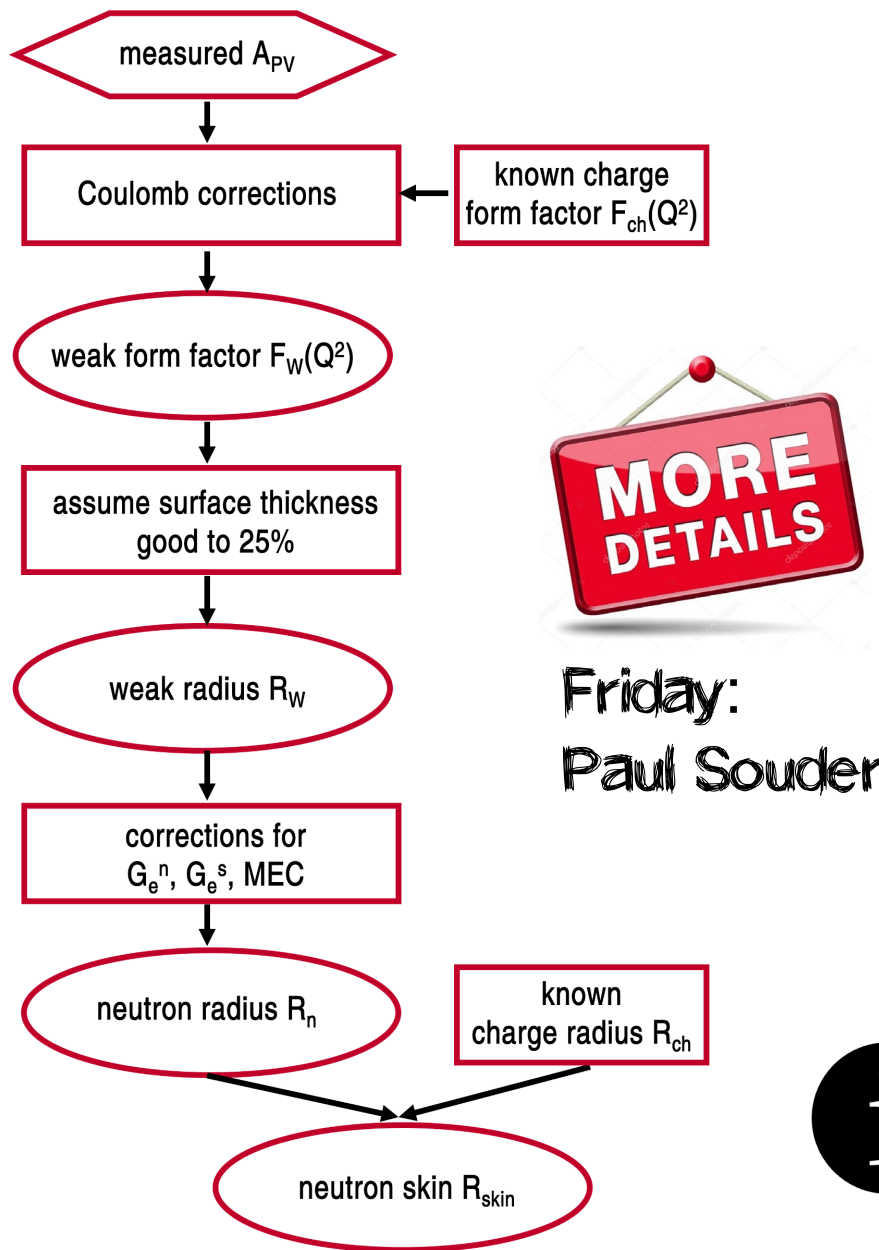 measured A_PV
Coulomb corrections
known charge
form factor F_ch(Q²)
weak form factor F_W(Q²)
assume surface thickness
good to 25%
MORE
DETAILS
weak radius R_W
Friday:
Paul Souder
corrections for
G_e^n, G_e^s, MEC
neutron radius R_n
known
charge radius R_ch
neutron skin R_skin